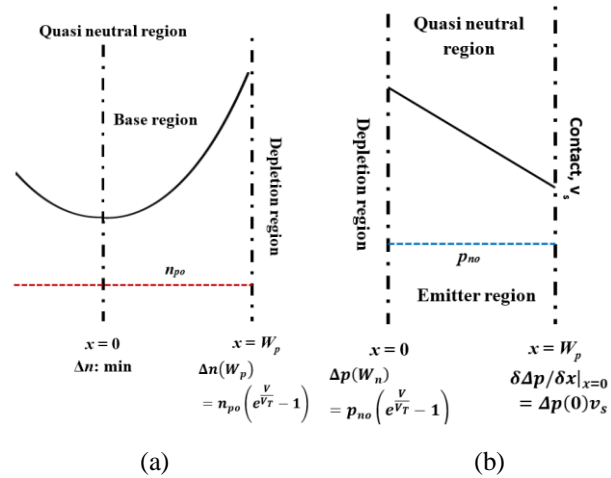 Quasi neutral region
Base region
Depletion region
n_po
x = 0
Δn: min
x = W_p
Δn(W_p)
= n_po(e^{V/V_T} − 1)
(a)
Quasi neutral
region
Depletion region
Contact, v_s
p_no
Emitter region
x = 0
Δp(W_n)
= p_no(e^{V/V_T} − 1)
x = W_p
δΔp/δx|_{x=0}
= Δp(0)v_s
(b)